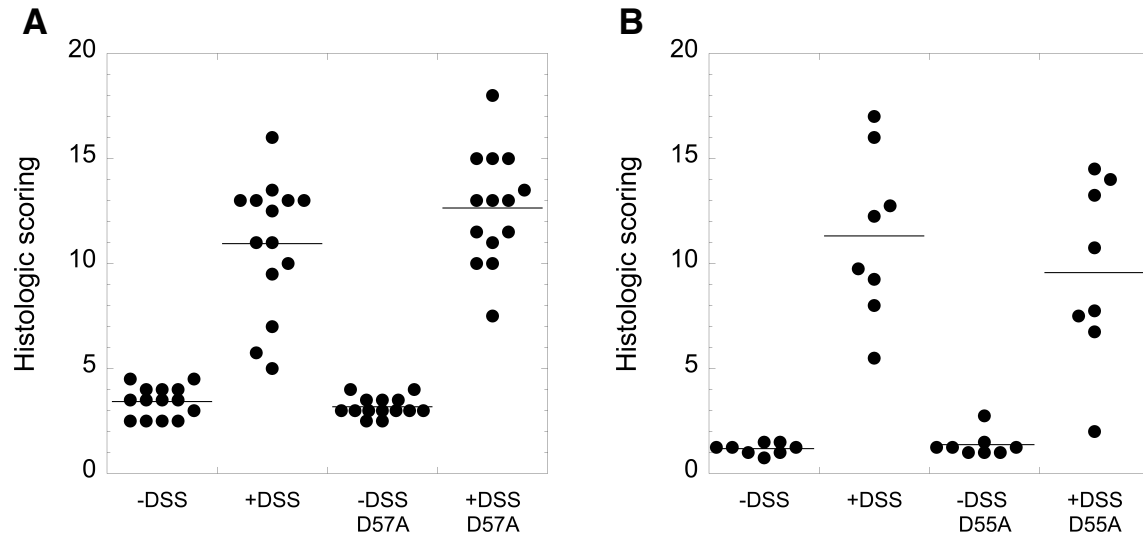 A
Histologic scoring
20
15
10
5
0
-DSS
+DSS
-DSS
D57A
+DSS
D57A
B
Histologic scoring
20
15
10
5
0
-DSS
+DSS
-DSS
D55A
+DSS
D55A